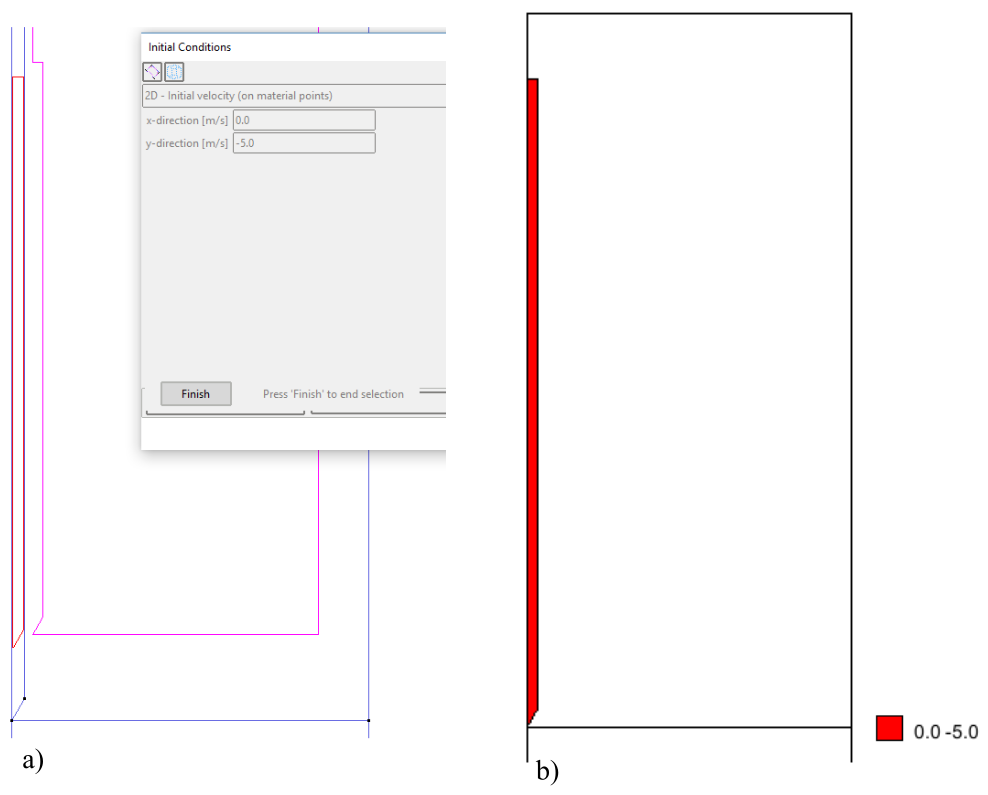 Initial Conditions
2D - Initial velocity (on material points)
x-direction [m/s] 0.0
y-direction [m/s] -5.0
Finish Press 'Finish' to end selection
0.0 -5.0
a)
b)